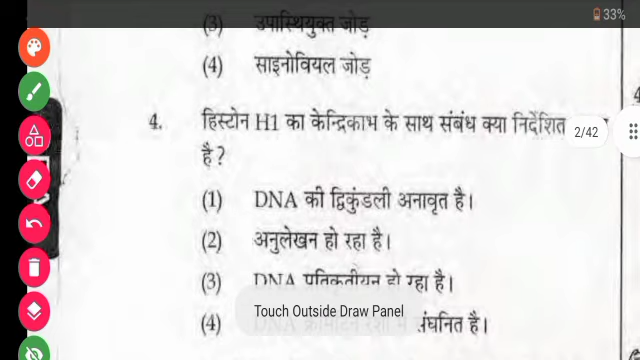 33%
(3) उपास्थियुक्त जोड़
(4) साइनोवियल जोड़
4. हिस्टोन H1 का केन्द्रिकाभ के साथ संबंध क्या निर्देशित
2/42
है?
(1) DNA की द्विकुंडली अनावृत है।
(2) अनुलेखन हो रहा है।
(3) DNA प्रतिकृतीयन हो रहा है।
Touch Outside Draw Panel
(4) संघनित है।